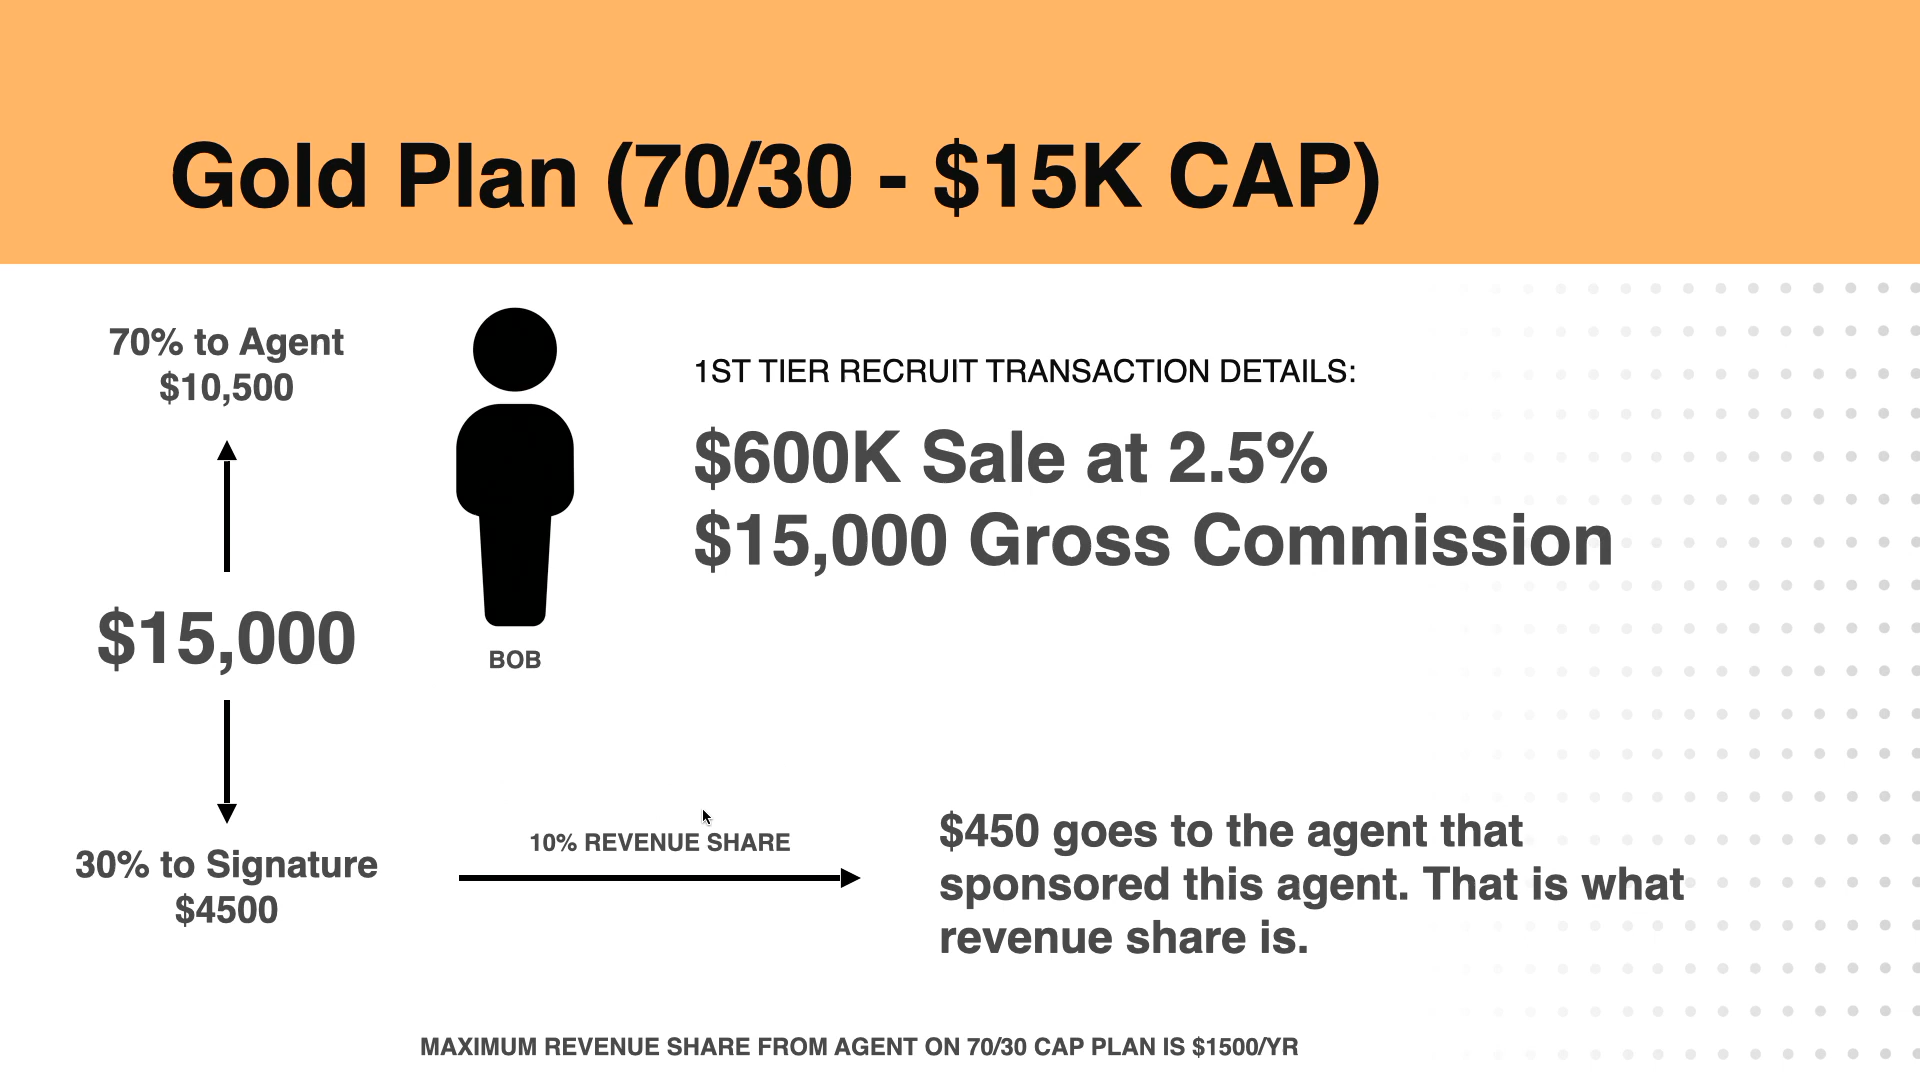 Gold Plan (70/30 - $15K CAP)
70% to Agent
$10,500
1ST TIER RECRUIT TRANSACTION DETAILS:
$600K Sale at 2.5%
$15,000 Gross Commission
$15,000
BOB
30% to Signature
$4500
10% REVENUE SHARE
$450 goes to the agent that
sponsored this agent. That is what
revenue share is.
MAXIMUM REVENUE SHARE FROM AGENT ON 70/30 CAP PLAN IS $1500/YR